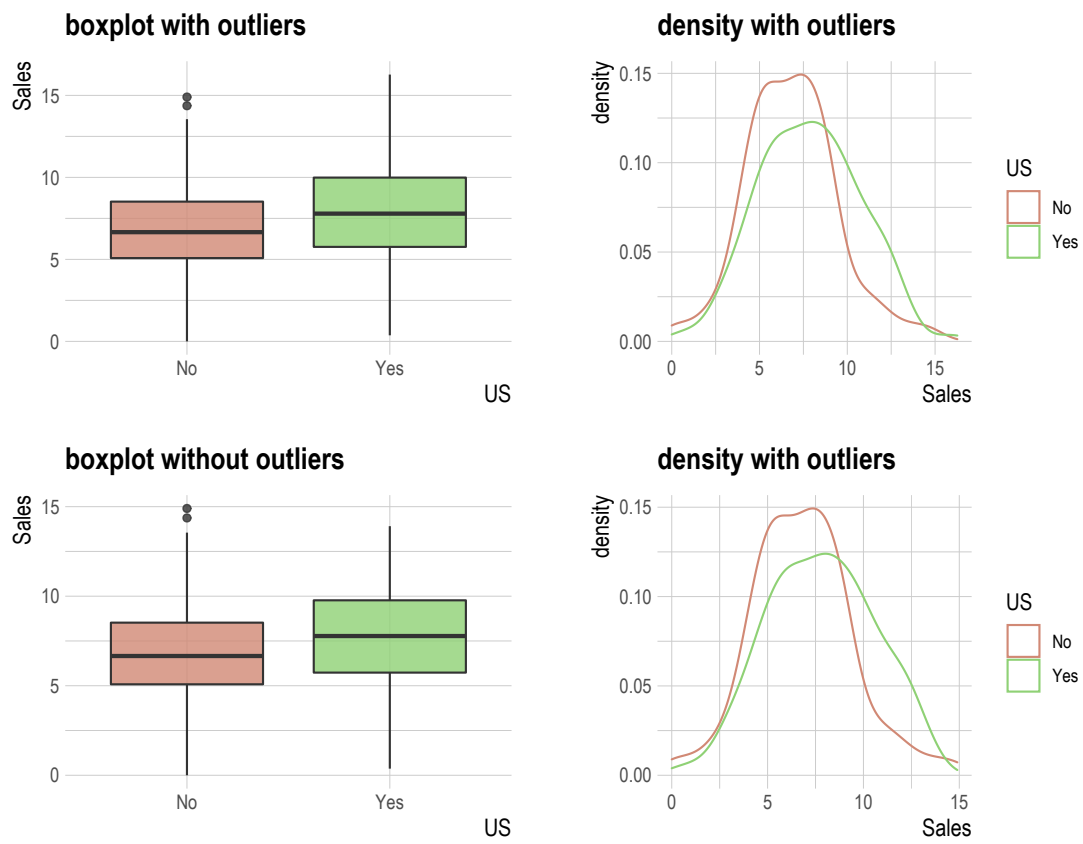 boxplot with outliers
Sales
15
10
5
0
No
Yes
US
density with outliers
density
0.15
0.10
0.05
0.00
0
5
10
15
Sales
US
No
Yes
boxplot without outliers
Sales
15
10
5
0
No
Yes
US
density with outliers
density
0.15
0.10
0.05
0.00
0
5
10
15
Sales
US
No
Yes